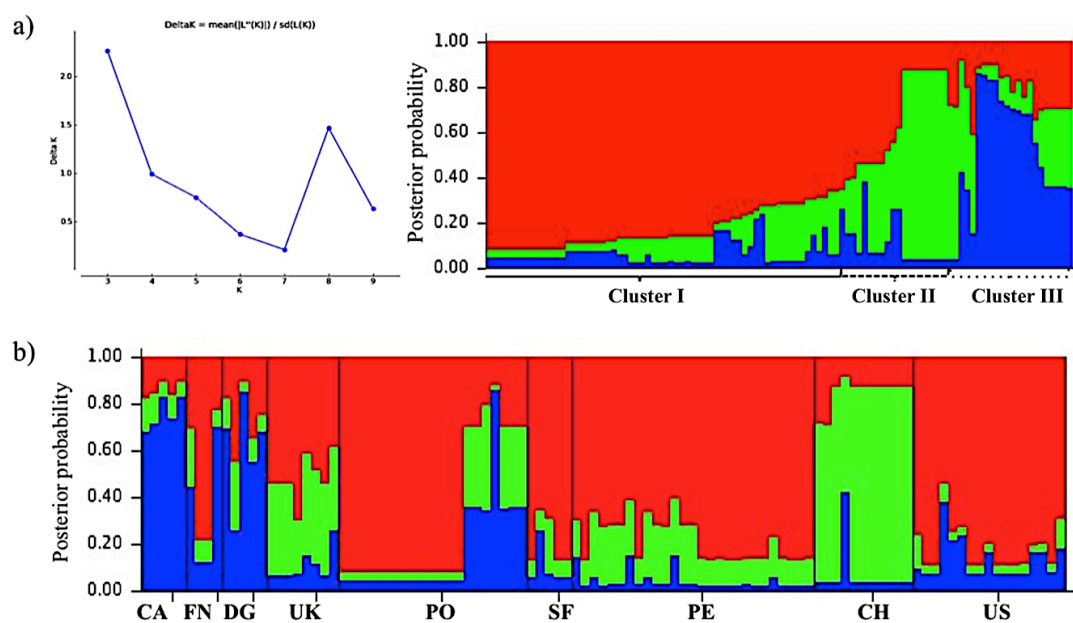 a)
DeltaK = mean(|L"(K)|) / sd(L(K))
Delta K
2.0
1.5
1.0
0.5
3 4 5 6 7 8 9
K
Posterior probability
1.00
0.80
0.60
0.40
0.20
0.00
Cluster I Cluster II Cluster III
b)
Posterior probability
1.00
0.80
0.60
0.40
0.20
0.00
CA FN DG UK PO SF PE CH US